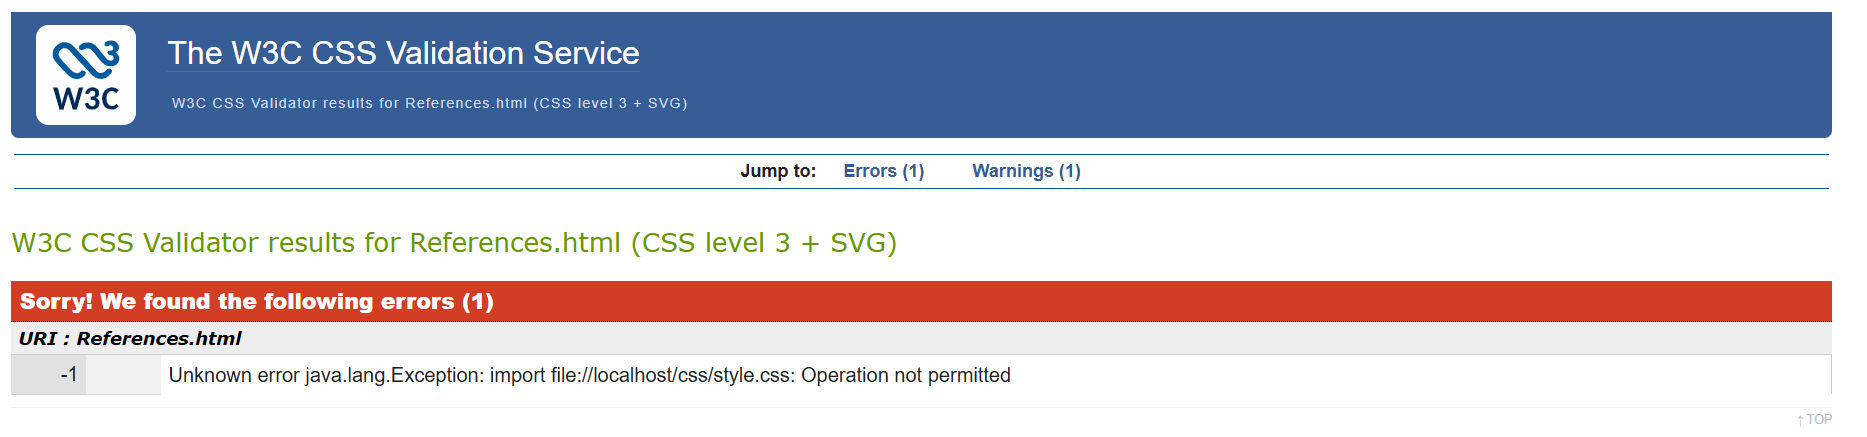 W3C
The W3C CSS Validation Service
W3C CSS Validator results for References.html (CSS level 3 + SVG)
Jump to: Errors (1) Warnings (1)
W3C CSS Validator results for References.html (CSS level 3 + SVG)
Sorry! We found the following errors (1)
URI : References.html
-1 Unknown error java.lang.Exception: import file://localhost/css/style.css: Operation not permitted
↑ TOP